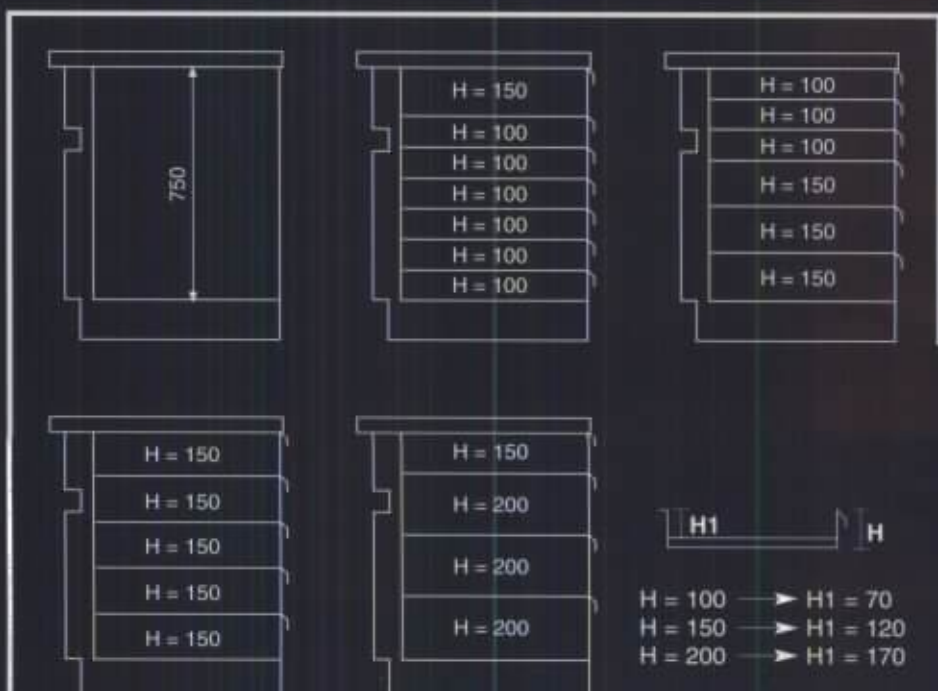 750
H = 150
H = 100
H = 100
H = 100
H = 100
H = 100
H = 100
H = 100
H = 100
H = 100
H = 150
H = 150
H = 150
H = 150
H = 150
H = 150
H = 150
H = 150
H = 150
H = 200
H = 200
H = 200
H1
H
H = 100 H1 = 70
H = 150 H1 = 120
H = 200 H1 = 170